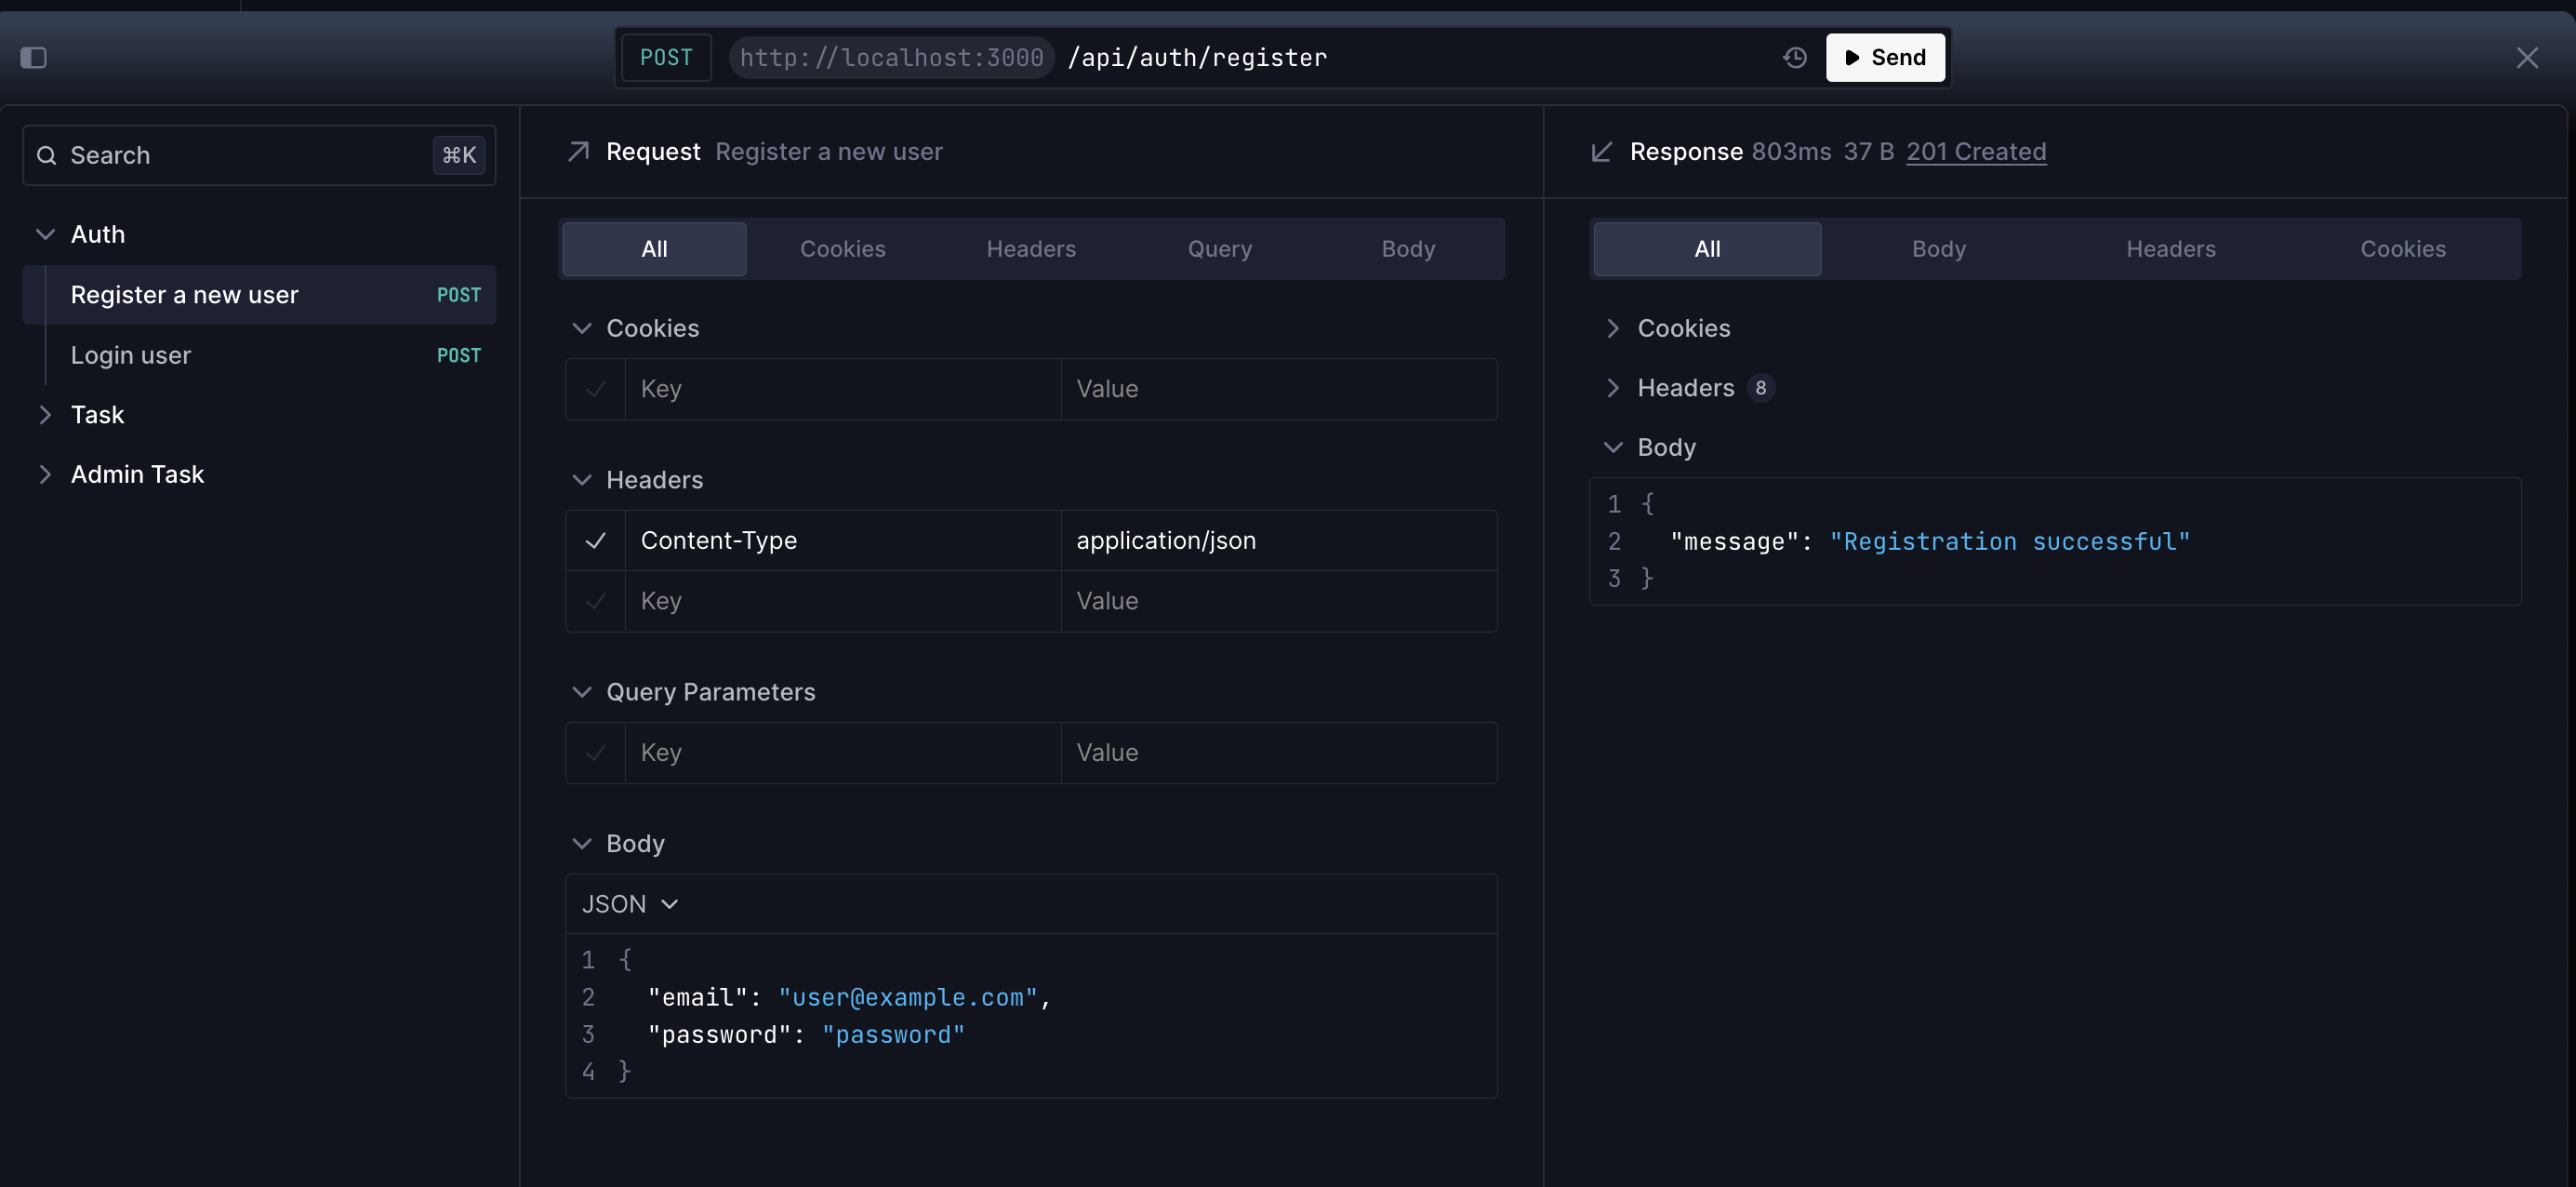 POST http://localhost:3000 /api/auth/register Send
Search ⌘K
Auth
Register a new user POST
Login user POST
Task
Admin Task
Request Register a new user
All Cookies Headers Query Body
Cookies
Key Value
Headers
Content-Type application/json
Key Value
Query Parameters
Key Value
Body
JSON
1 {
2 "email": "user@example.com",
3 "password": "password"
4 }
Response 803ms 37 B 201 Created
All Body Headers Cookies
Cookies
Headers 8
Body
1 {
2 "message": "Registration successful"
3 }